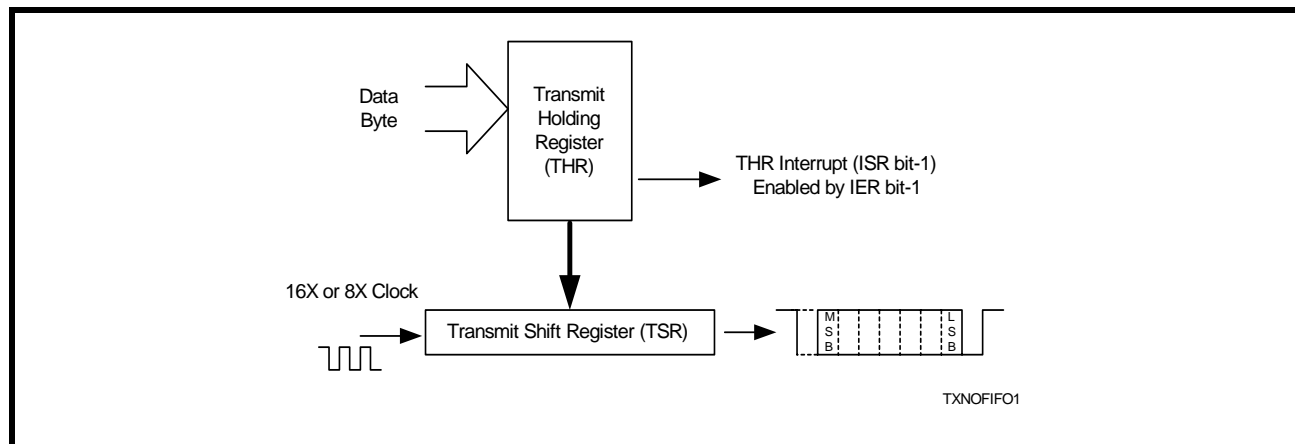 Data
Byte
Transmit
Holding
Register
(THR)
THR Interrupt (ISR bit-1)
Enabled by IER bit-1
16X or 8X Clock
Transmit Shift Register (TSR)
M
S
B
L
S
B
TXNOFIFO1